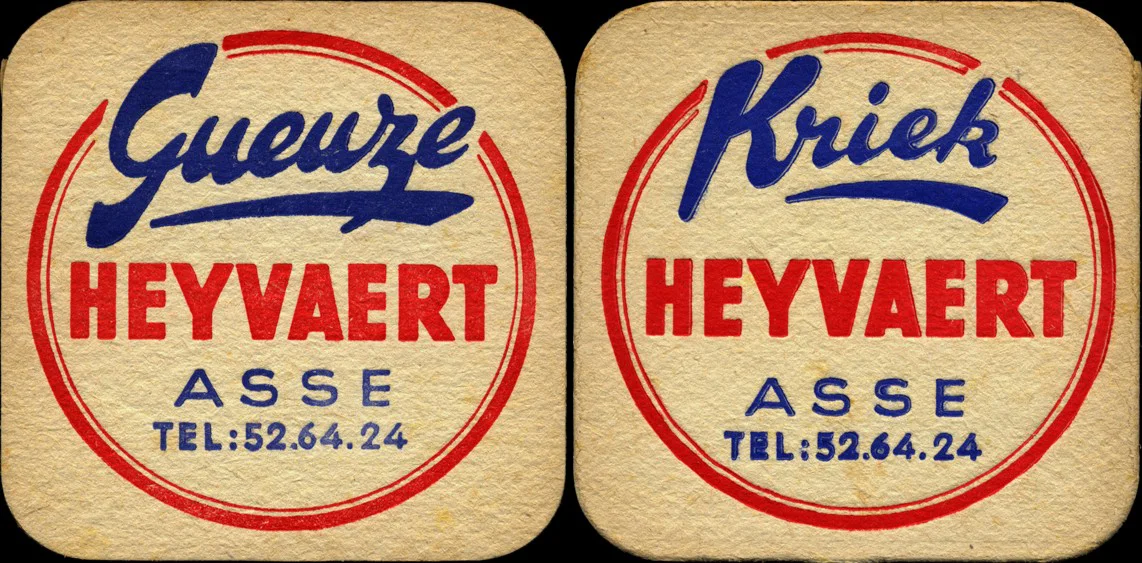 Gueuze
HEYVAERT
ASSE
TEL:52.64.24
Kriek
HEYVAERT
ASSE
TEL:52.64.24